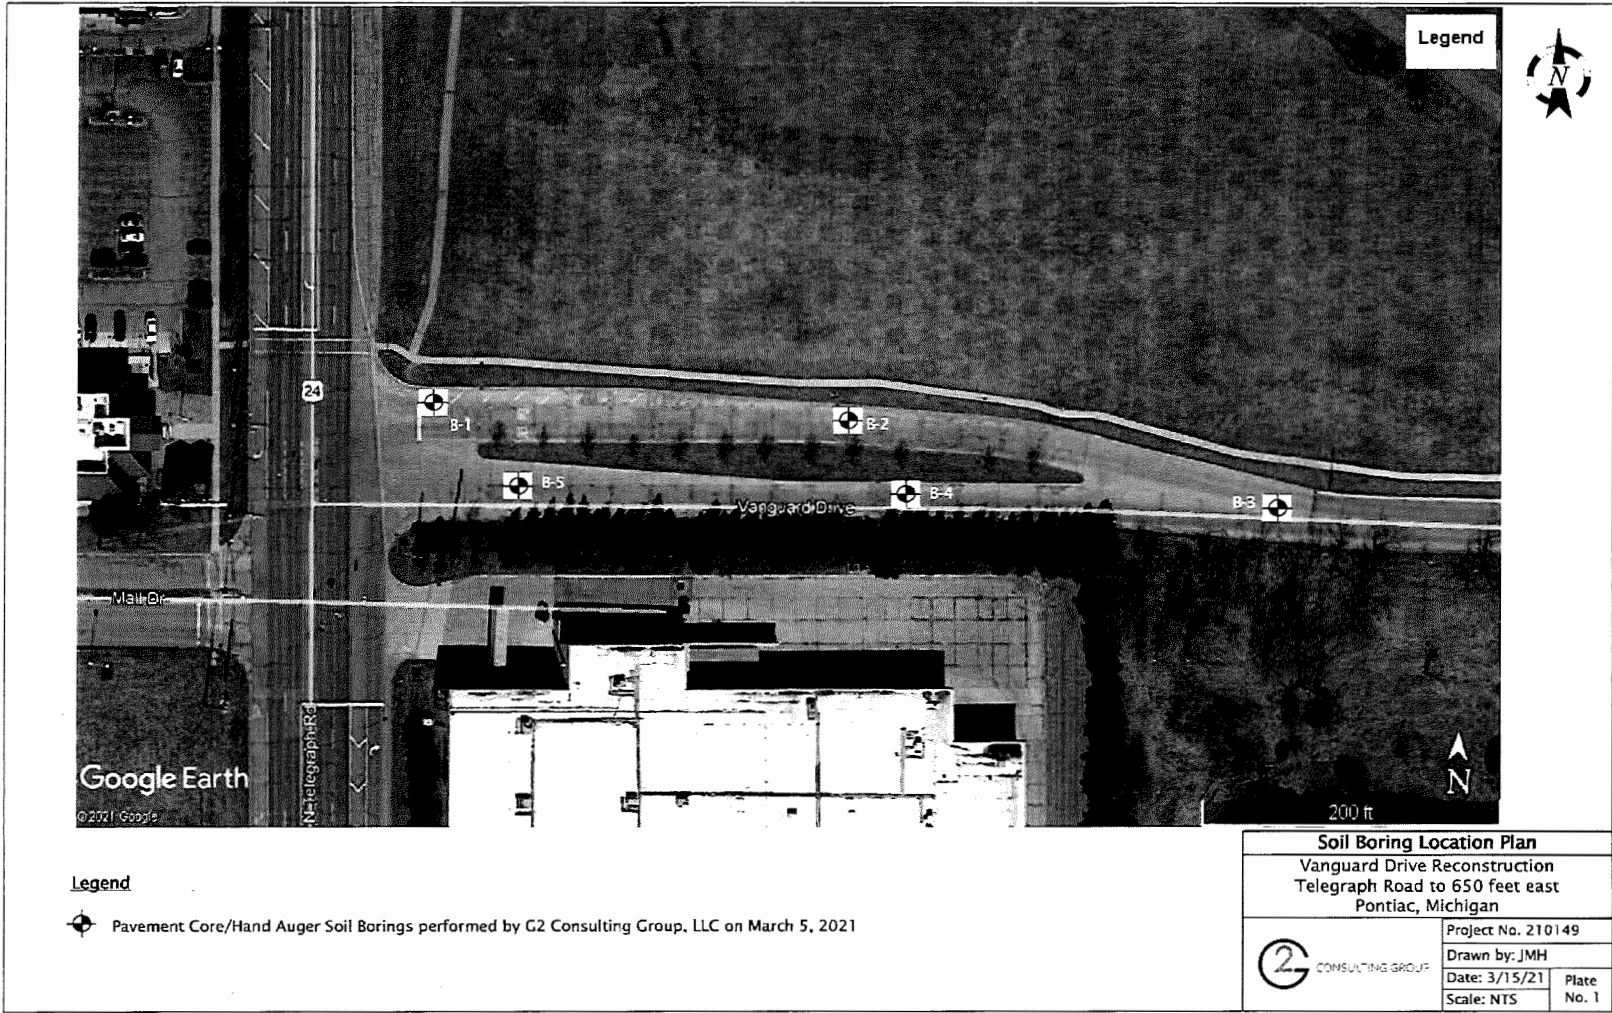 Legend
N
24
B-1
B-2
B-5
B-4
B-3
Vanguard Drive
Mall Dr
N Telegraph Rd
Google Earth
©2021 Google
N
200 ft
Legend
Pavement Core/Hand Auger Soil Borings performed by G2 Consulting Group, LLC on March 5, 2021
Soil Boring Location Plan
Vanguard Drive Reconstruction
Telegraph Road to 650 feet east
Pontiac, Michigan
G2 CONSULTING GROUP
Project No. 210149
Drawn by: JMH
Date: 3/15/21
Scale: NTS
Plate
No. 1